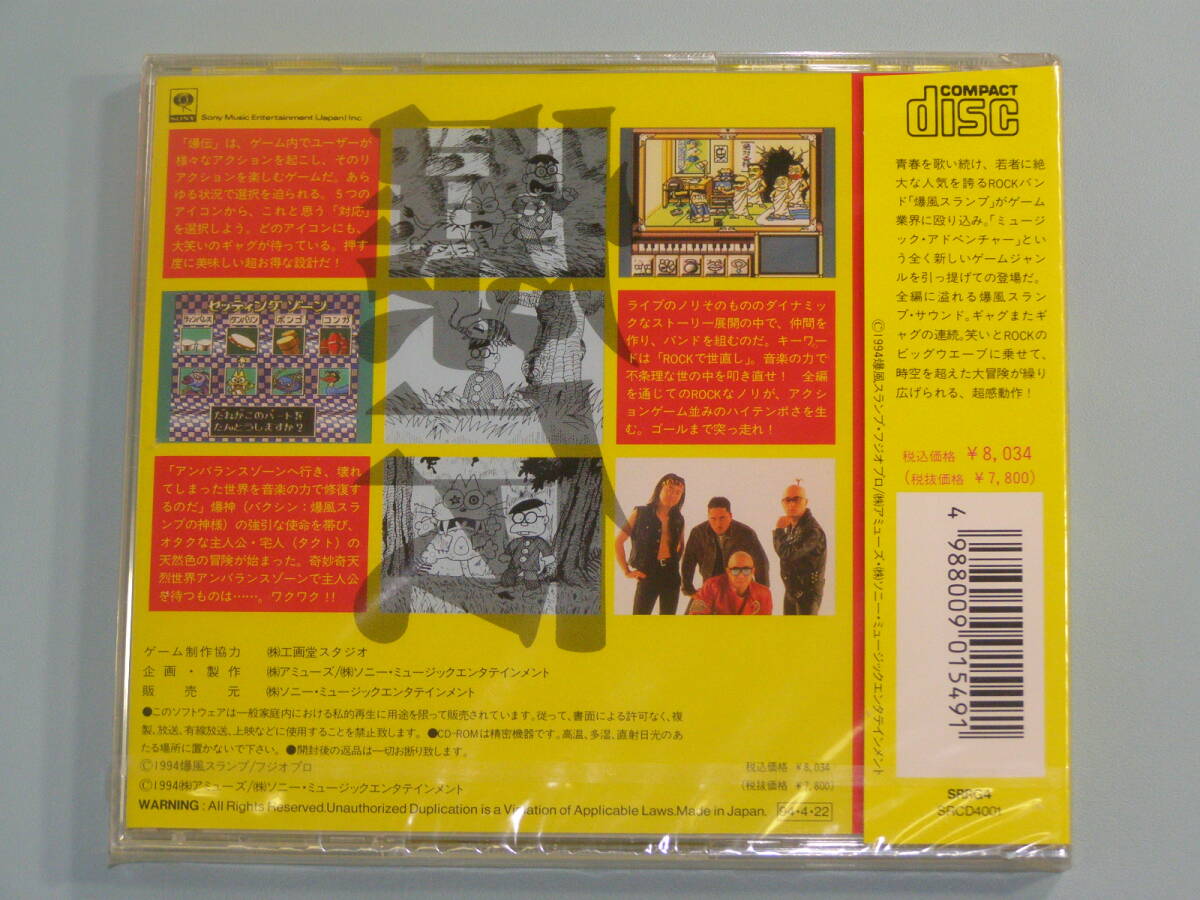 SONY
Sony Music Entertainment (Japan) Inc.
「爆伝」は、ゲーム内でユーザーが
様々なアクションを起こし、そのリ
アクションを楽しむゲームだ。あら
ゆる状況で選択を迫られる。5つの
アイコンから、これと思う「対応」
を選択しよう。どのアイコンにも、
大笑いのギャグが待っている。押す
度に美味しい超お得な設計だ!
セッティングゾーン
ティンバレス
タンバリン
ボンゴ
コンガ
だれがこのパートを
たんとうしますか?
ライブのノリそのもののダイナミッ
クなストーリー展開の中で、仲間を
作り、バンドを組むのだ。キーワー
ドは「ROCKで世直し」。音楽の力で
不条理な世の中を叩き直せ! 全編
を通じてのROCKなノリが、アクシ
ョンゲーム並みのハイテンポさを生
む。ゴールまで突っ走れ!
「アンバランスゾーンへ行き、壊れ
てしまった世界を音楽の力で修復す
るのだ」爆神(バクシン:爆風スラ
ンプの神様)の強引な使命を帯び、
オタクな主人公・宅人(タクト)の
天然色の冒険が始まった。奇妙奇天
烈世界アンバランスゾーンで主人公
を待つものは……。ワクワク!!
ゲーム制作協力 ㈱工画堂スタジオ
企画・製作 ㈱アミューズ/㈱ソニー・ミュージックエンタテインメント
販売元 ㈱ソニー・ミュージックエンタテインメント
●このソフトウェアは一般家庭内における私的再生に用途を限って販売されています。従って、書面による許可なく、複
製、放送、有線放送、上映などに使用することを禁止致します。●CD-ROMは精密機器です。高温、多湿、直射日光のあ
たる場所に置かないで下さい。●開封後の返品は一切お断り致します。
©1994爆風スランプ/フジオプロ
©1994㈱アミューズ/㈱ソニー・ミュージックエンタテインメント
税込価格 ¥8,034
(税抜価格 ¥7,800)
WARNING : All Rights Reserved.Unauthorized Duplication is a Violation of Applicable Laws.Made in Japan. 94・4・22
COMPACT
disc
青春を歌い続け、若者に絶
大な人気を誇るROCKバン
ド「爆風スランプ」がゲーム
業界に殴り込み。「ミュージ
ック・アドベンチャー」とい
う全く新しいゲームジャン
ルを引っ提げての登場だ。
全編に溢れる爆風スラン
プ・サウンド。ギャグまたギ
ャグの連続。笑いとROCKの
ビッグウエーブに乗せて、
時空を超えた大冒険が繰り
広げられる、超感動作!
©1994爆風スランプ・フジオプロ/㈱アミューズ・㈱ソニー・ミュージックエンタテインメント
税込価格 ¥8,034
(税抜価格 ¥7,800)
4 988009 015491
SRRG4
SRCD4001